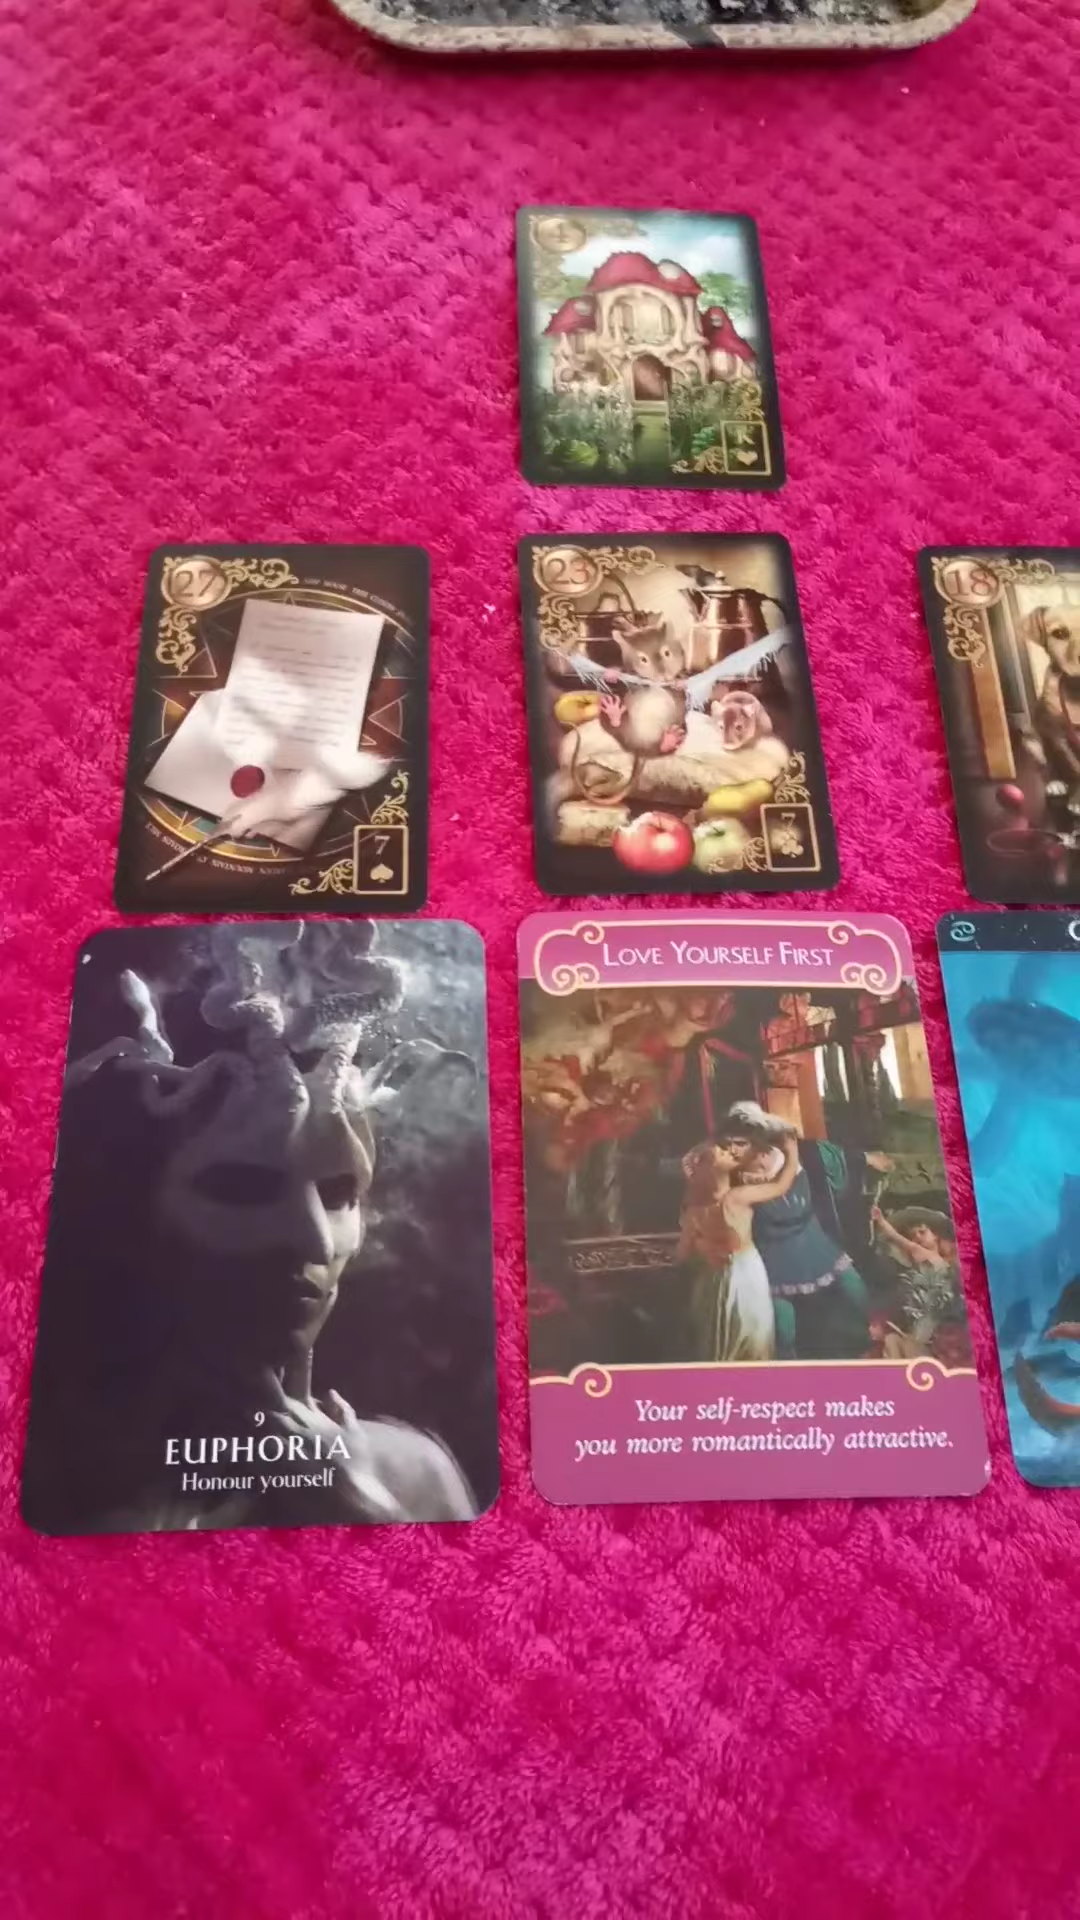 4
K
27
7
23
7
18
9
EUPHORIA
Honour yourself
LOVE YOURSELF FIRST
Your self-respect makes
you more romantically attractive.